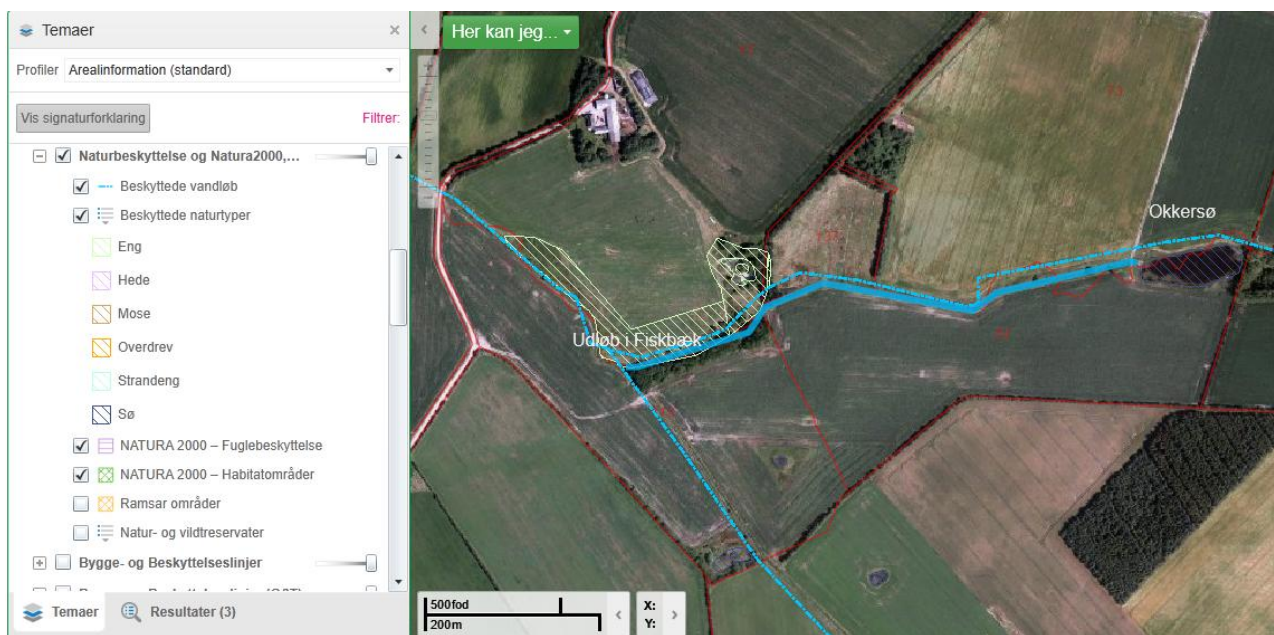 Temaer
Profiler Arealinformation (standard)
Vis signaturforklaring
Filtrer:
Naturbeskyttelse og Natura2000,...
Beskyttede vandløb
Beskyttede naturtyper
Eng
Hede
Mose
Overdrev
Strandeng
Sø
NATURA 2000 – Fuglebeskyttelse
NATURA 2000 – Habitatområder
Ramsar områder
Natur- og vildtreservater
Bygge- og Beskyttelseslinjer
Temaer
Resultater (3)
Her kan jeg...
Okkersø
Udløb i Fiskbæk
500fod
200m
X:
Y: